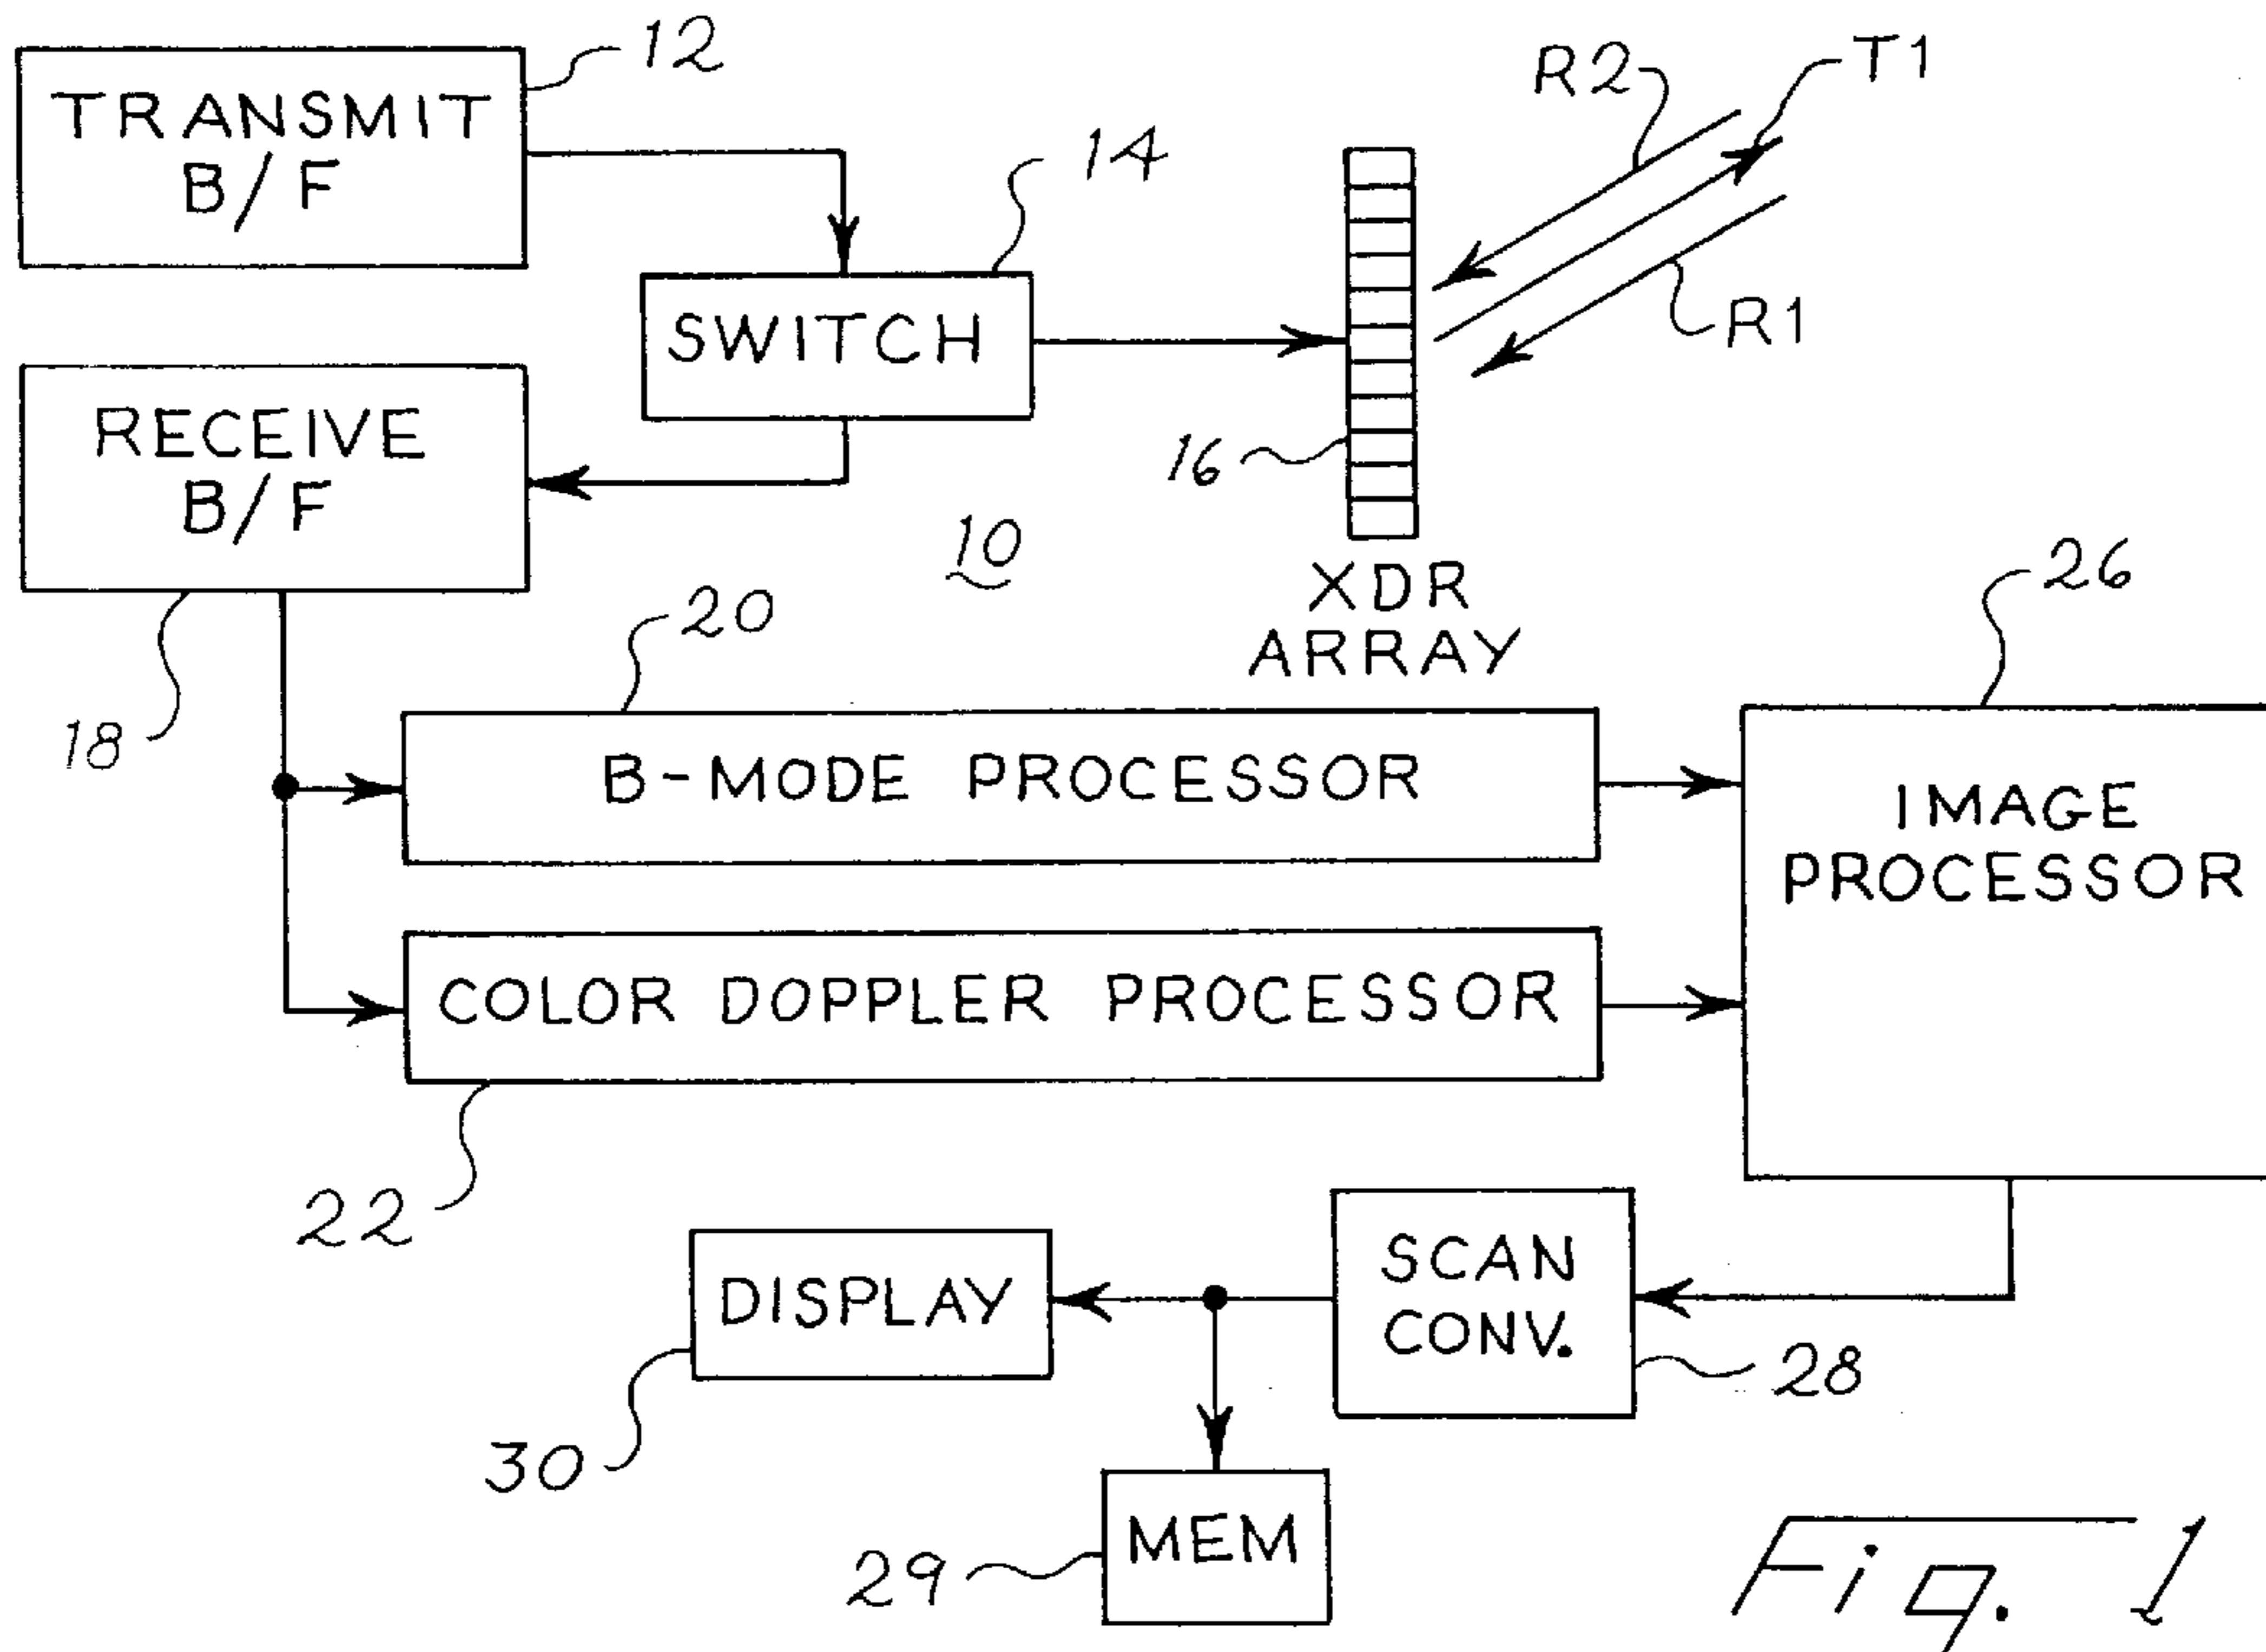 12
TRANSMIT
B/F
R2
T1
14
SWITCH
R1
RECEIVE
B/F
16
10
XDR
ARRAY
18
20
26
B-MODE PROCESSOR
IMAGE
PROCESSOR
COLOR DOPPLER PROCESSOR
22
SCAN
CONV.
DISPLAY
28
30
MEM
29
Fig. 1